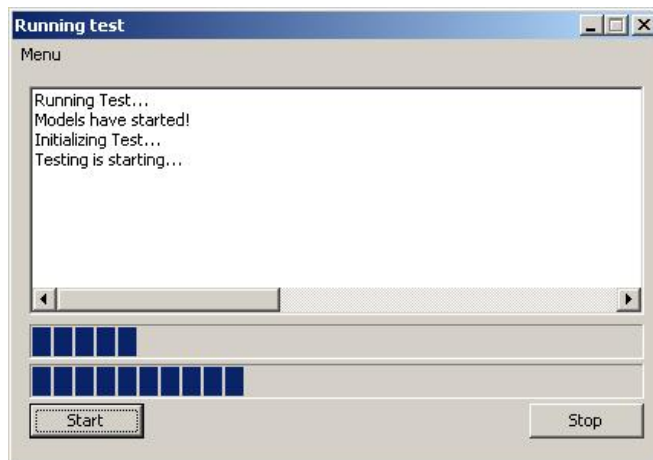 Running test
Menu
Running Test...
Models have started!
Initializing Test...
Testing is starting...
Start
Stop